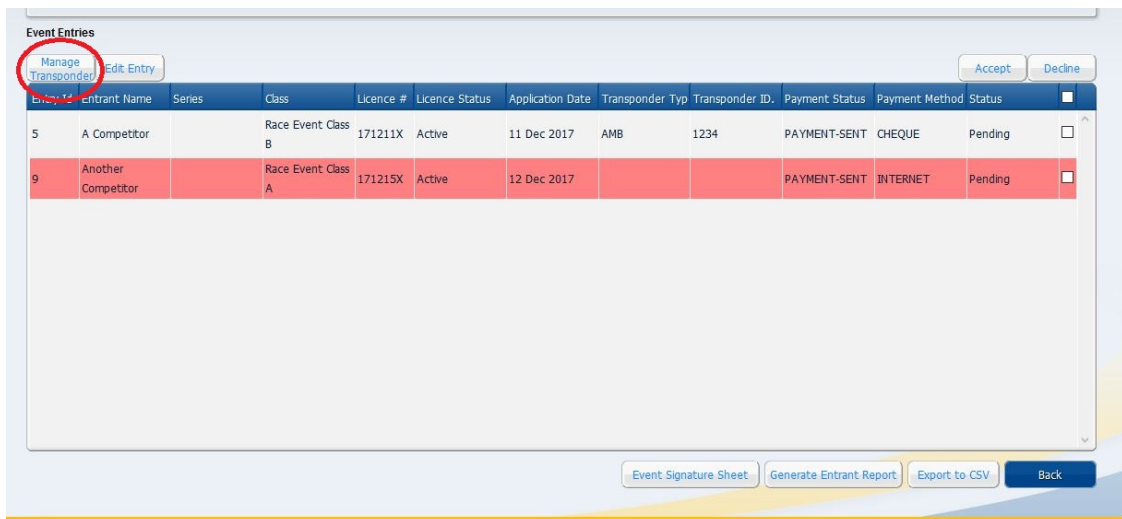 Event Entries
Manage
Transponder
Edit Entry
Accept
Decline
Entry Id Entrant Name Series Class Licence # Licence Status Application Date Transponder Typ Transponder ID. Payment Status Payment Method Status
5 A Competitor Race Event Class B 171211X Active 11 Dec 2017 AMB 1234 PAYMENT-SENT CHEQUE Pending
9 Another Competitor Race Event Class A 171215X Active 12 Dec 2017 PAYMENT-SENT INTERNET Pending
Event Signature Sheet
Generate Entrant Report
Export to CSV
Back